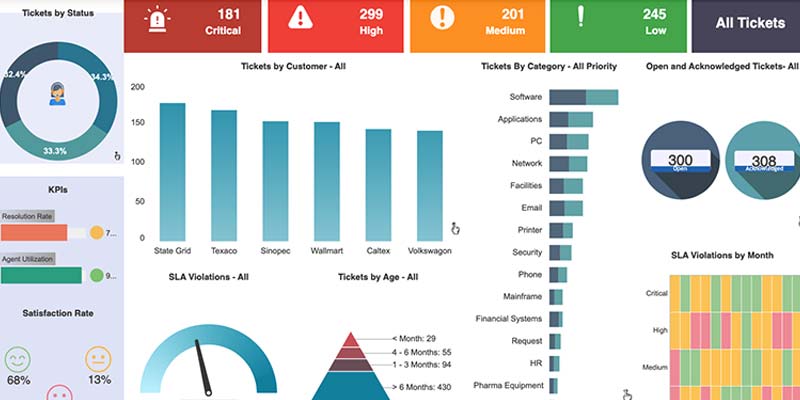 Tickets by Status
32.4%
34.3%
33.3%
181
Critical
299
High
201
Medium
245
Low
All Tickets
Tickets by Customer - All
200
150
100
50
0
State Grid
Texaco
Sinopec
Wallmart
Caltex
Volkswagon
Tickets By Category - All Priority
Software
Applications
PC
Network
Facilities
Email
Printer
Security
Phone
Mainframe
Financial Systems
Request
HR
Pharma Equipment
Open and Acknowledged Tickets- All
300
Open
308
Acknowledged
KPIs
Resolution Rate
7...
Agent Utilization
9...
Satisfaction Rate
68%
13%
SLA Violations - All
Tickets by Age - All
< Month: 29
4 - 6 Months: 55
1 - 3 Months: 94
> 6 Months: 430
SLA Violations by Month
Critical
High
Medium